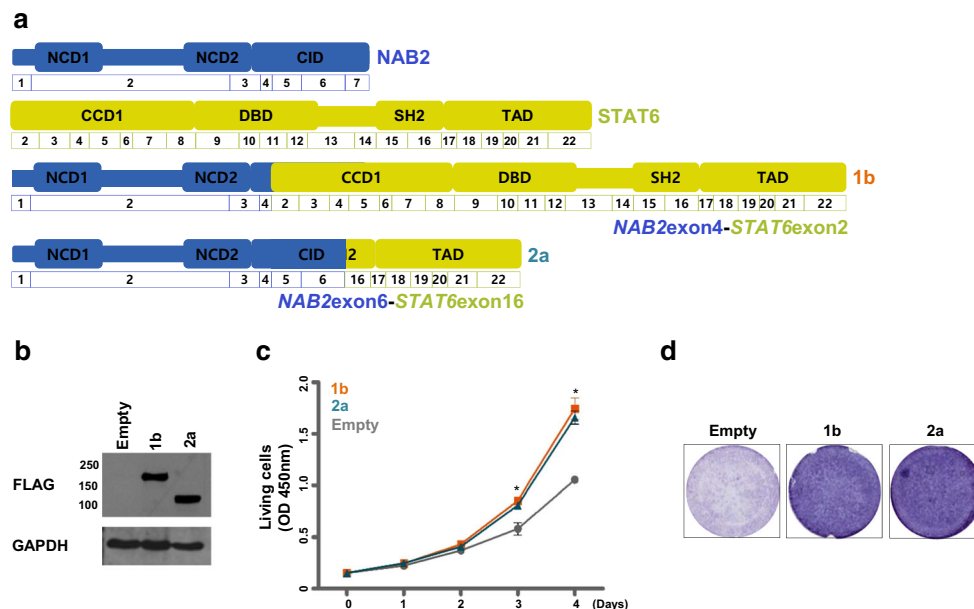 a
NCD1 NCD2 CID NAB2
1 2 3 4 5 6 7
CCD1 DBD SH2 TAD STAT6
2 3 4 5 6 7 8 9 10 11 12 13 14 15 16 17 18 19 20 21 22
NCD1 NCD2 CCD1 DBD SH2 TAD 1b
1 2 3 4 2 3 4 5 6 7 8 9 10 11 12 13 14 15 16 17 18 19 20 21 22
NAB2exon4-STAT6exon2
NCD1 NCD2 CID 2 TAD 2a
1 2 3 4 5 6 16 17 18 19 20 21 22
NAB2exon6-STAT6exon16
b
Empty 1b 2a
FLAG
250
150
100
GAPDH
c
1b
2a
Empty
Living cells
(OD 450nm)
2.0
1.5
1.0
0.5
0
* *
0 1 2 3 4 (Days)
d
Empty 1b 2a